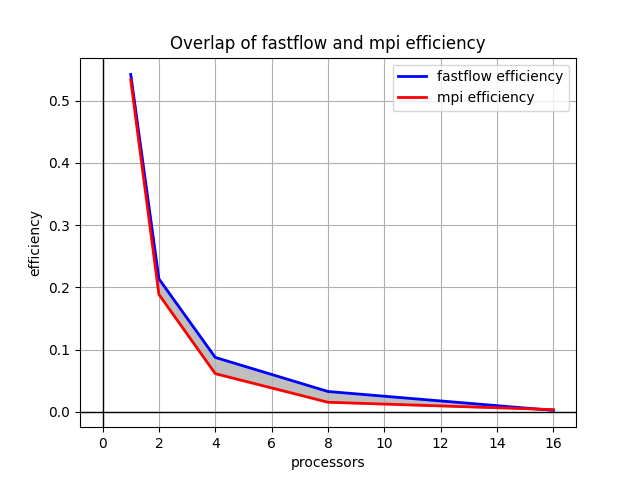 Overlap of fastflow and mpi efficiency
fastflow efficiency
mpi efficiency
efficiency
0.5
0.4
0.3
0.2
0.1
0.0
0 2 4 6 8 10 12 14 16
processors